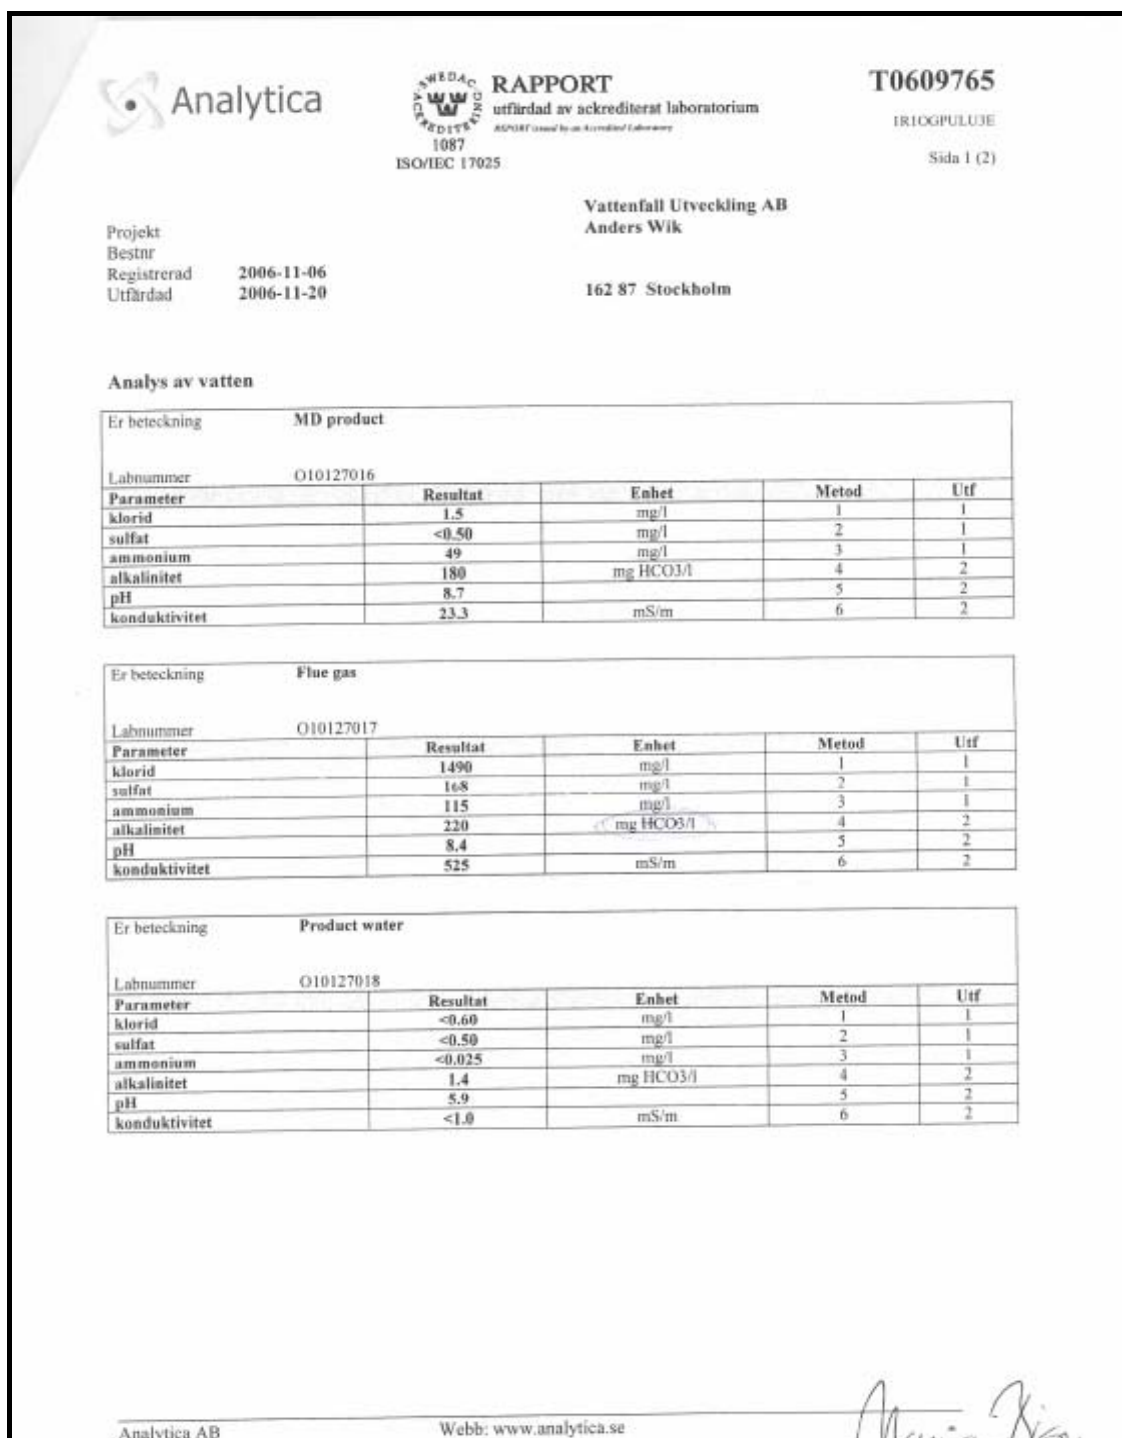 Analytica
SWEDAC ACKREDITERING
1087
ISO/IEC 17025
RAPPORT
utfärdad av ackrediterat laboratorium
REPORT issued by an Accredited Laboratory
T0609765
Sida 1 (2)
Vattenfall Utveckling AB
Anders Wik
162 87 Stockholm
Projekt
Bestnr
Registrerad 2006-11-06
Utfärdad 2006-11-20
Analys av vatten
Er beteckning MD product
Labnummer O10127016
Parameter Resultat Enhet Metod Utf
klorid 1.5 mg/l 1 1
sulfat <0.50 mg/l 2 1
ammonium 49 mg/l 3 1
alkalinitet 180 mg HCO3/l 4 2
pH 8.7 5 2
konduktivitet 23.3 mS/m 6 2
Er beteckning Flue gas
Labnummer O10127017
Parameter Resultat Enhet Metod Utf
klorid 1490 mg/l 1 1
sulfat 168 mg/l 2 1
ammonium 115 mg/l 3 1
alkalinitet 220 mg HCO3/l 4 2
pH 8.4 5 2
konduktivitet 525 mS/m 6 2
Er beteckning Product water
Labnummer O10127018
Parameter Resultat Enhet Metod Utf
klorid <0.60 mg/l 1 1
sulfat <0.50 mg/l 2 1
ammonium <0.025 mg/l 3 1
alkalinitet 1.4 mg HCO3/l 4 2
pH 5.9 5 2
konduktivitet <1.0 mS/m 6 2
Analytica AB Webb: www.analytica.se